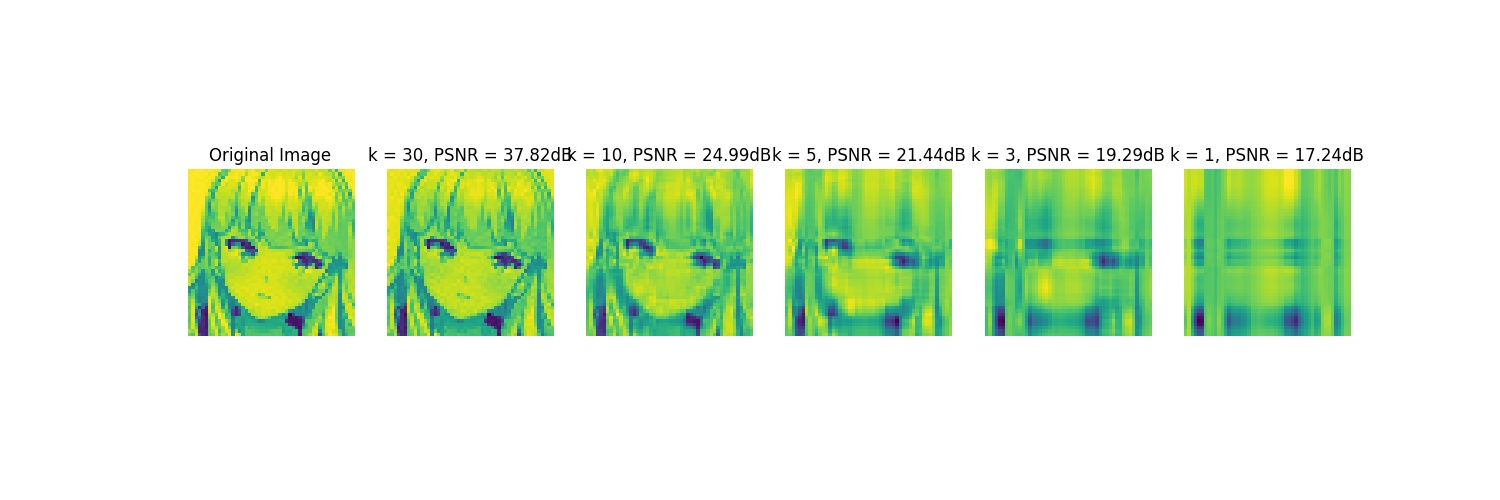 Original Image
k = 30, PSNR = 37.82dB
k = 10, PSNR = 24.99dB
k = 5, PSNR = 21.44dB
k = 3, PSNR = 19.29dB
k = 1, PSNR = 17.24dB